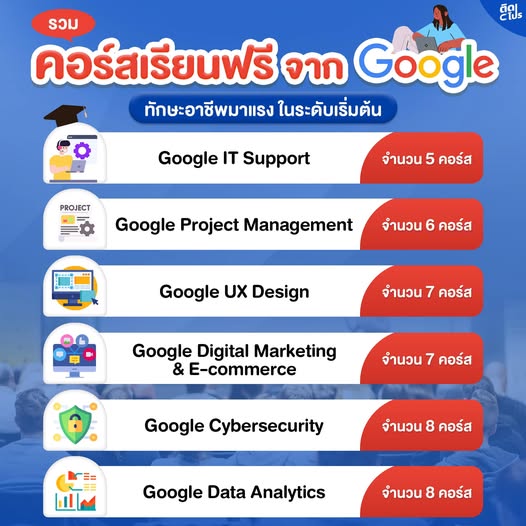 รวม
คอร์สเรียนฟรี จาก Google
ทักษะอาชีพมาแรง ในระดับเริ่มต้น
Google IT Support
จำนวน 5 คอร์ส
PROJECT
Google Project Management
จำนวน 6 คอร์ส
Google UX Design
จำนวน 7 คอร์ส
Google Digital Marketing
& E-commerce
จำนวน 7 คอร์ส
Google Cybersecurity
จำนวน 8 คอร์ส
Google Data Analytics
จำนวน 8 คอร์ส